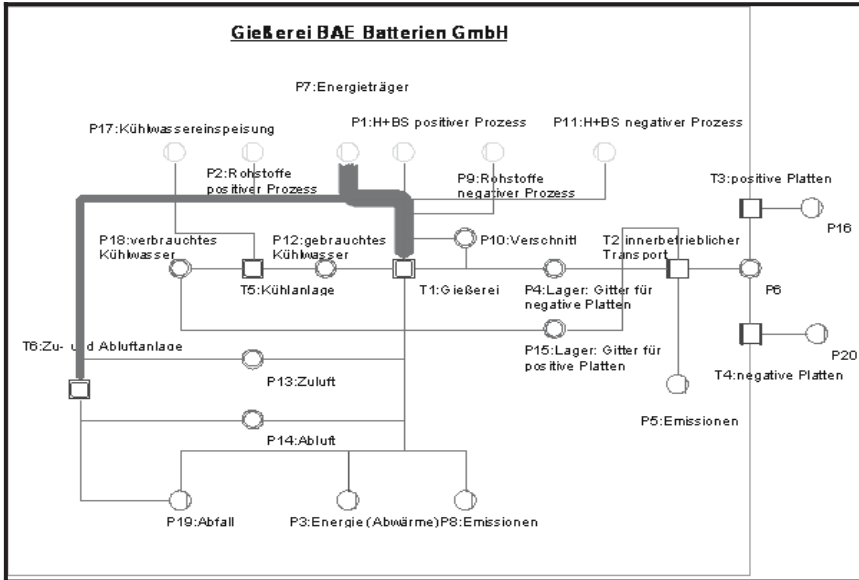 Gießerei BAE Batterien GmbH
P7:Energieträger
P17:Kühlwassereinspeisung
P1:H+BS positiver Prozess
P11:H+BS negativer Prozess
P2:Rohstoffe
positiver Prozess
P9:Rohstoffe
negativer Prozess
T3:positive Platten
P16
P18:verbrauchtes
Kühlwasser
P12:gebrauchtes
Kühlwasser
P10:Verschnitt
T2 innerbetrieblicher
Transport
T5:Kühlanlage
T1:Gießerei
P4:Lager: Gitter für
negative Platten
P6
T6:Zu- und Abluftanlage
P15:Lager: Gitter für
positive Platten
P20
P13:Zuluft
T4:negative Platten
P14:Abluft
P5:Emissionen
P19:Abfall
P3:Energie (Abwärme)
P8:Emissionen